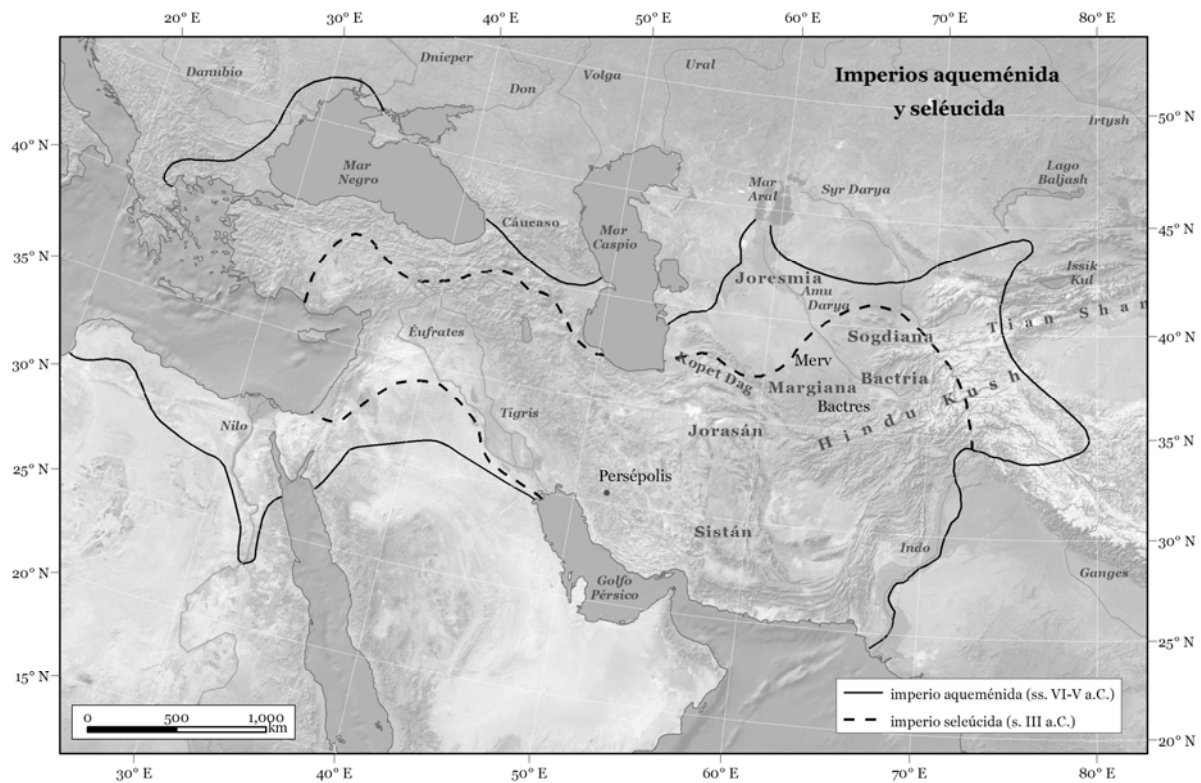 20° E
30° E
40° E
50° E
60° E
70° E
80° E
Imperios aqueménida
y seléucida
Danubio
Dnieper
Don
Volga
Ural
Irtysh
50° N
40° N
Mar
Negro
Cáucaso
Mar
Caspio
Mar
Aral
Syr Darya
Lago
Baljash
45° N
35° N
Joresmia
Amu
Darya
Issik
Kul
Tian Shan
40° N
30° N
Éufrates
Kopet Dag
Merv
Sogdiana
Margiana
Bactria
Bactres
Hindu Kush
Nilo
Tigris
Jorasán
35° N
25° N
Persépolis
Sistán
Indo
30° N
20° N
Golfo
Pérsico
Ganges
25° N
15° N
imperio aqueménida (ss. VI-V a.C.)
imperio seleúcida (s. III a.C.)
0 500 1,000
km
20° N
30° E
40° E
50° E
60° E
70° E
80° E